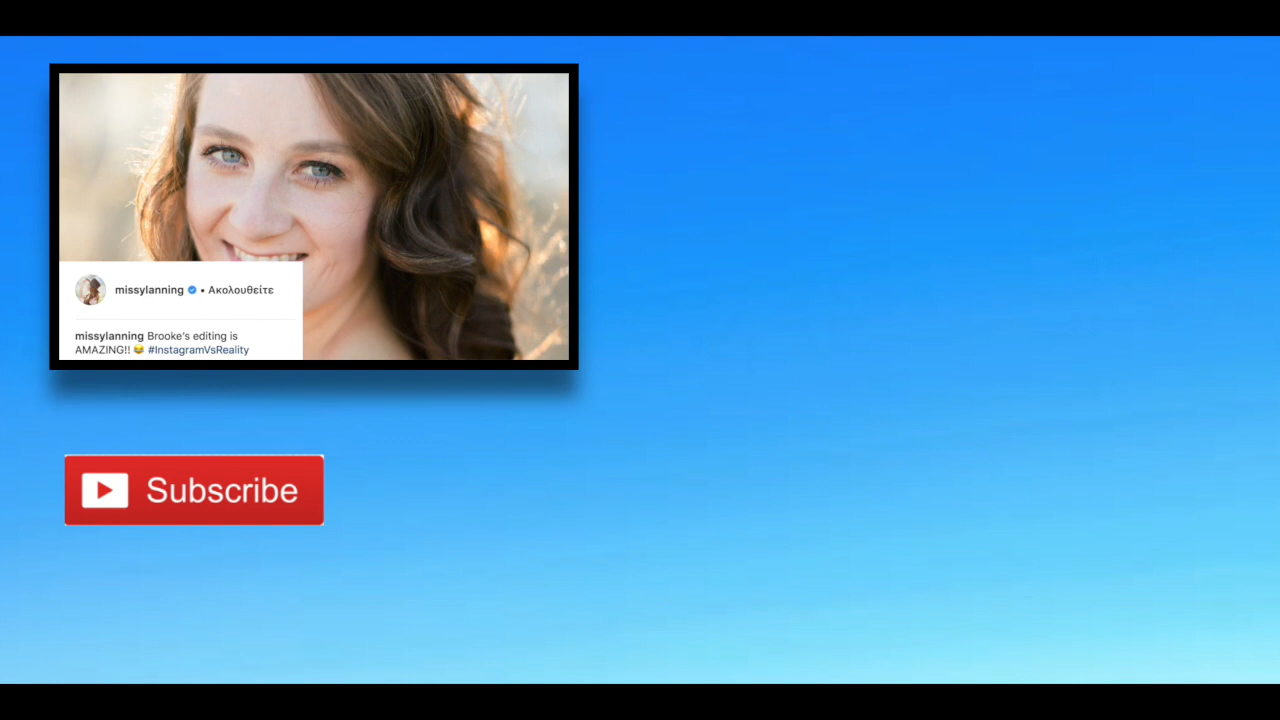 missylanning • Ακολουθείτε
missylanning Brooke's editing is
AMAZING!! 😂 #InstagramVsReality
Subscribe